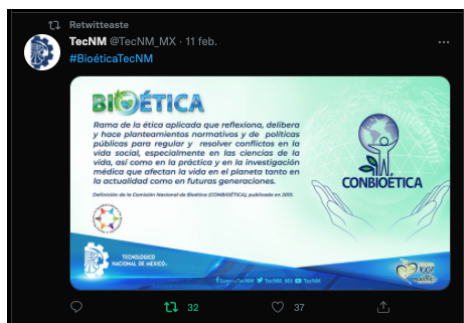 Retwitteaste
TecNM @TecNM_MX · 11 feb.
#BioéticaTecNM
BIOÉTICA
Rama de la ética aplicada que reflexiona, delibera
y hace planteamientos normativos y de políticas
públicas para regular y resolver conflictos en la
vida social, especialmente en las ciencias de la
vida, así como en la práctica y en la investigación
médica que afectan la vida en el planeta tanto en
la actualidad como en futuras generaciones.
Definición de la Comisión Nacional de Bioética (CONBIOÉTICA), publicada en 2015.
CONBIOÉTICA
TECNOLÓGICO
NACIONAL DE MÉXICO
TecNM_MX
TecNM
32
37